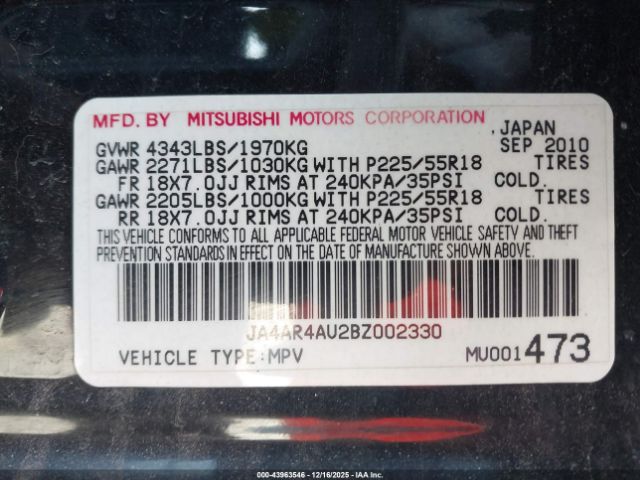 MFD. BY MITSUBISHI MOTORS CORPORATION
, JAPAN
GVWR 4343LBS/1970KG SEP 2010
GAWR 2271LBS/1030KG WITH P225/55R18 TIRES
FR 18X7.0JJ RIMS AT 240KPA/35PSI COLD.
GAWR 2205LBS/1000KG WITH P225/55R18 TIRES
RR 18X7.0JJ RIMS AT 240KPA/35PSI COLD.
THIS VEHICLE CONFORMS TO ALL APPLICABLE FEDERAL MOTOR VEHICLE SAFETY AND THEFT
PREVENTION STANDARDS IN EFFECT ON THE DATE OF MANUFACTURE SHOWN ABOVE.
JA4AR4AU2BZ002330
VEHICLE TYPE:MPV MU001473
000-43963546 - 12/16/2025 - IAAI Inc.